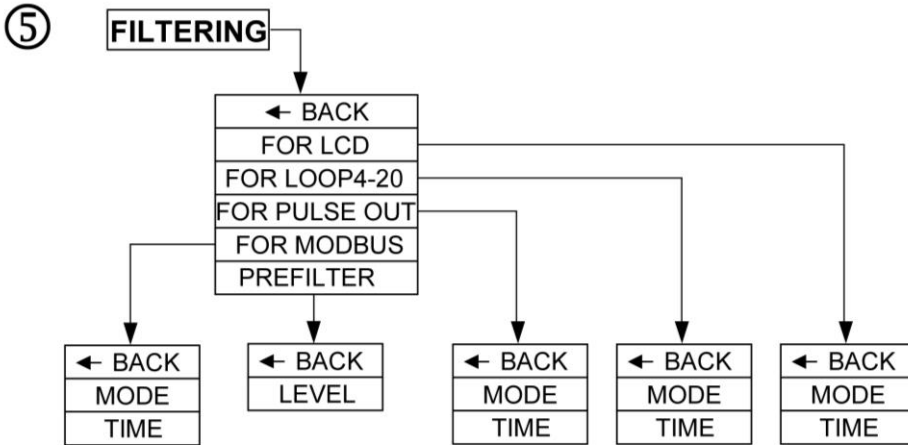 ⑤ FILTERING
← BACK
FOR LCD
FOR LOOP4-20
FOR PULSE OUT
FOR MODBUS
PREFILTER
← BACK
MODE
TIME
← BACK
LEVEL
← BACK
MODE
TIME
← BACK
MODE
TIME
← BACK
MODE
TIME